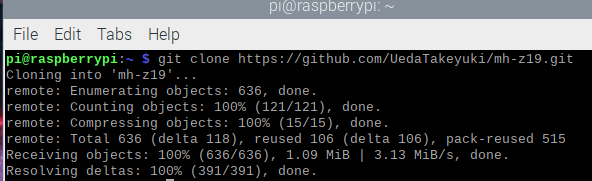 pi@raspberrypi: ~
Edit Tabs Help
pi@raspberrypi:~ $ git clone https://github.com/UedaTakeyuki/mh-z19.git
Cloning into 'mh-z19'...
remote: Enumerating objects: 636, done.
remote: Counting objects: 100% (121/121), done.
remote: Compressing objects: 100% (15/15), done.
remote: Total 636 (delta 118), reused 106 (delta 106), pack-reused 515
Receiving objects: 100% (636/636), 1.09 MiB | 3.13 MiB/s, done.
Resolving deltas: 100% (391/391), done.